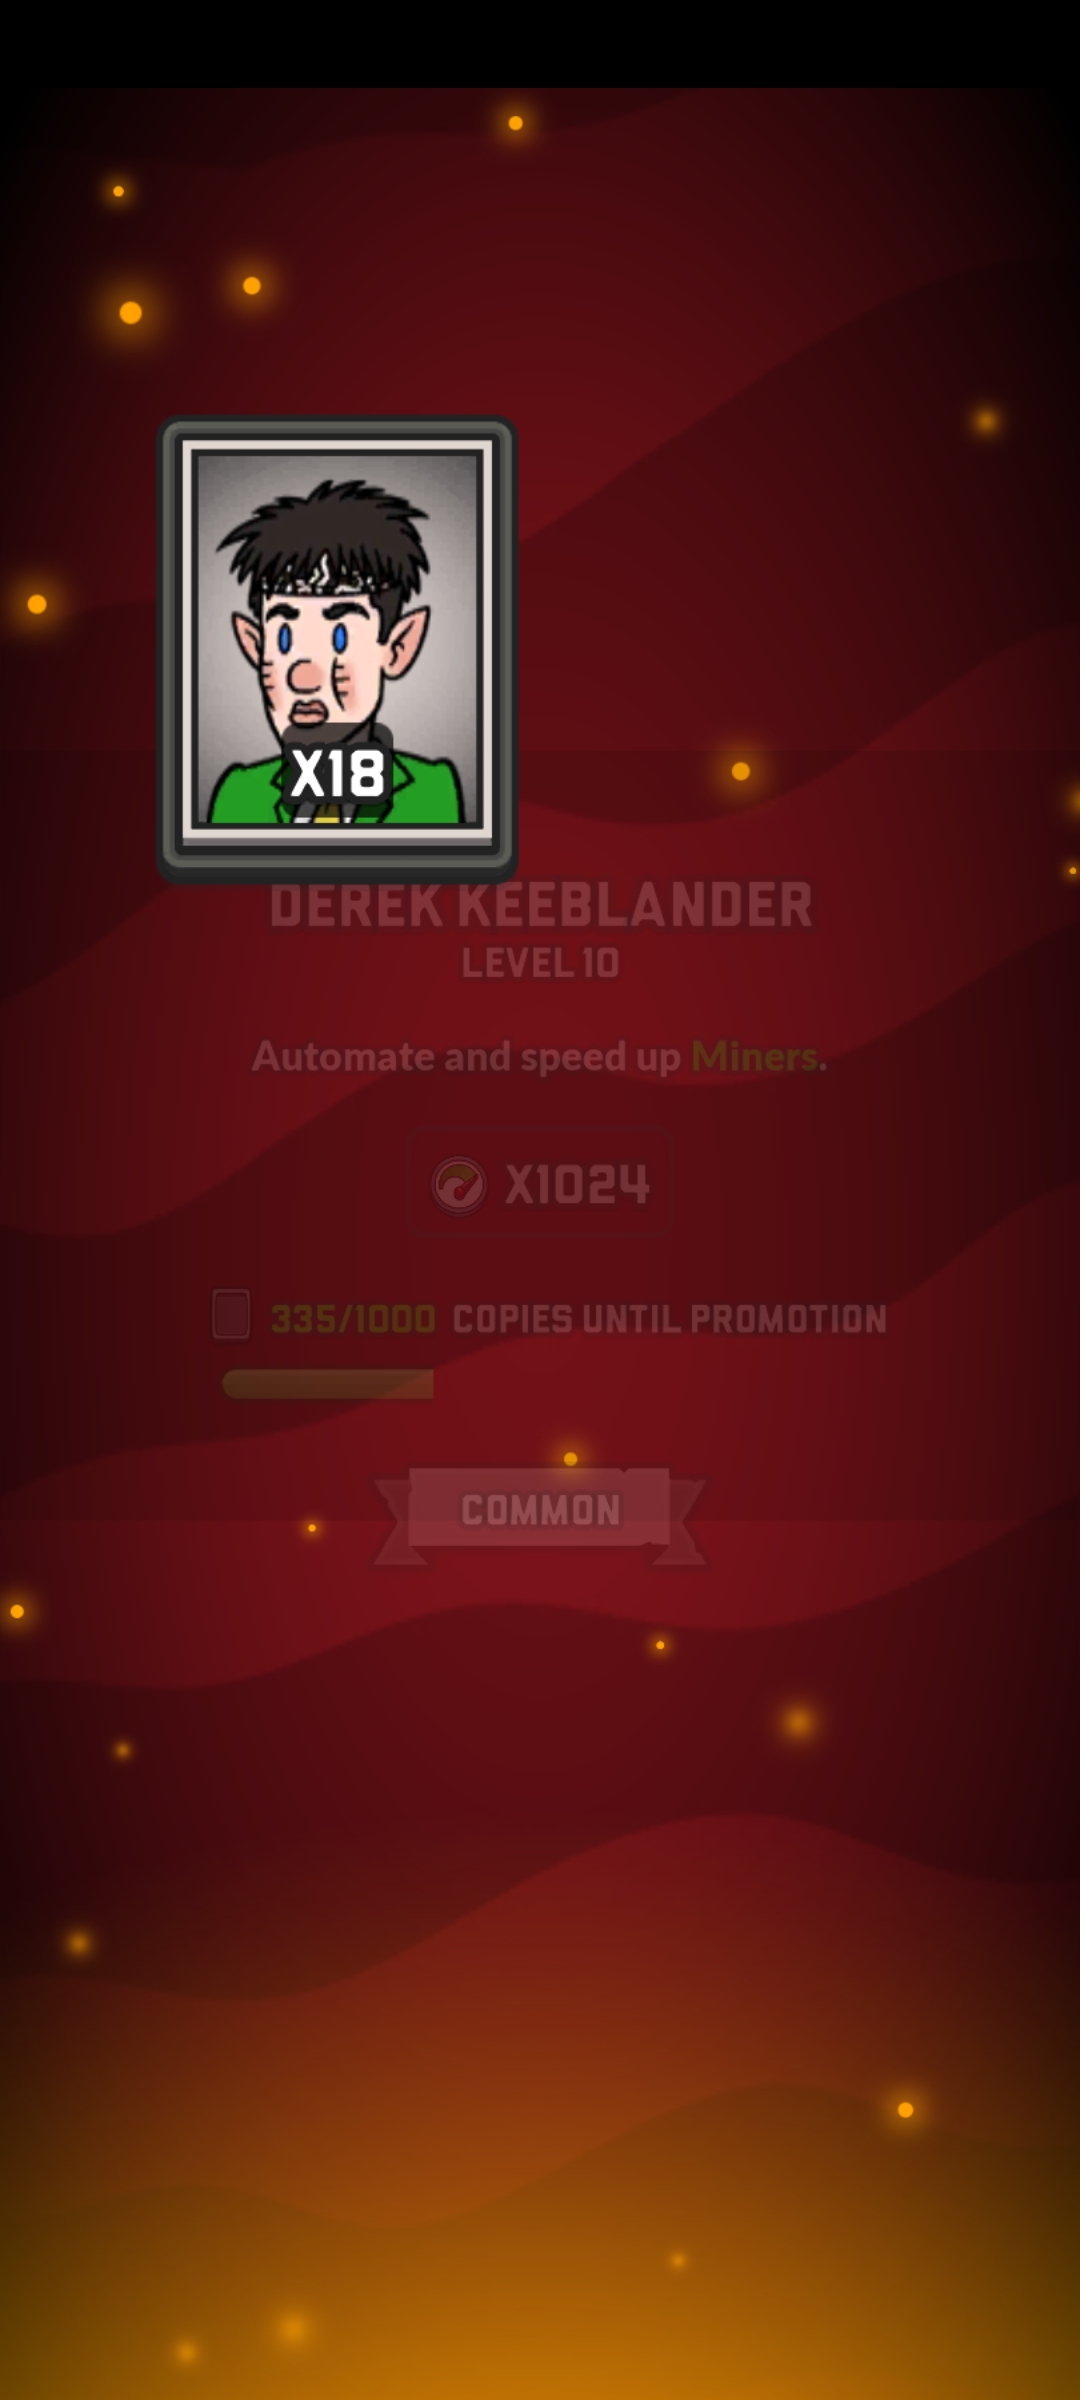 X18
DEREK KEEBLANDER
LEVEL 10
Automate and speed up Miners.
X1024
335/1000 COPIES UNTIL PROMOTION
COMMON